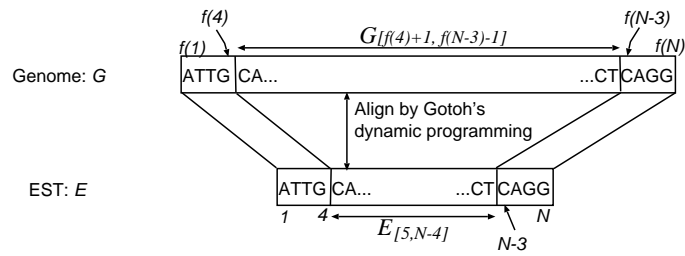 f(4)
G[f(4)+1, f(N-3)-1]
f(N-3)
f(1)
f(N)
Genome: G
ATTG CA... ...CT CAGG
Align by Gotoh's
dynamic programming
EST: E
ATTG CA... ...CT CAGG
1 4 E[5,N-4] N
N-3